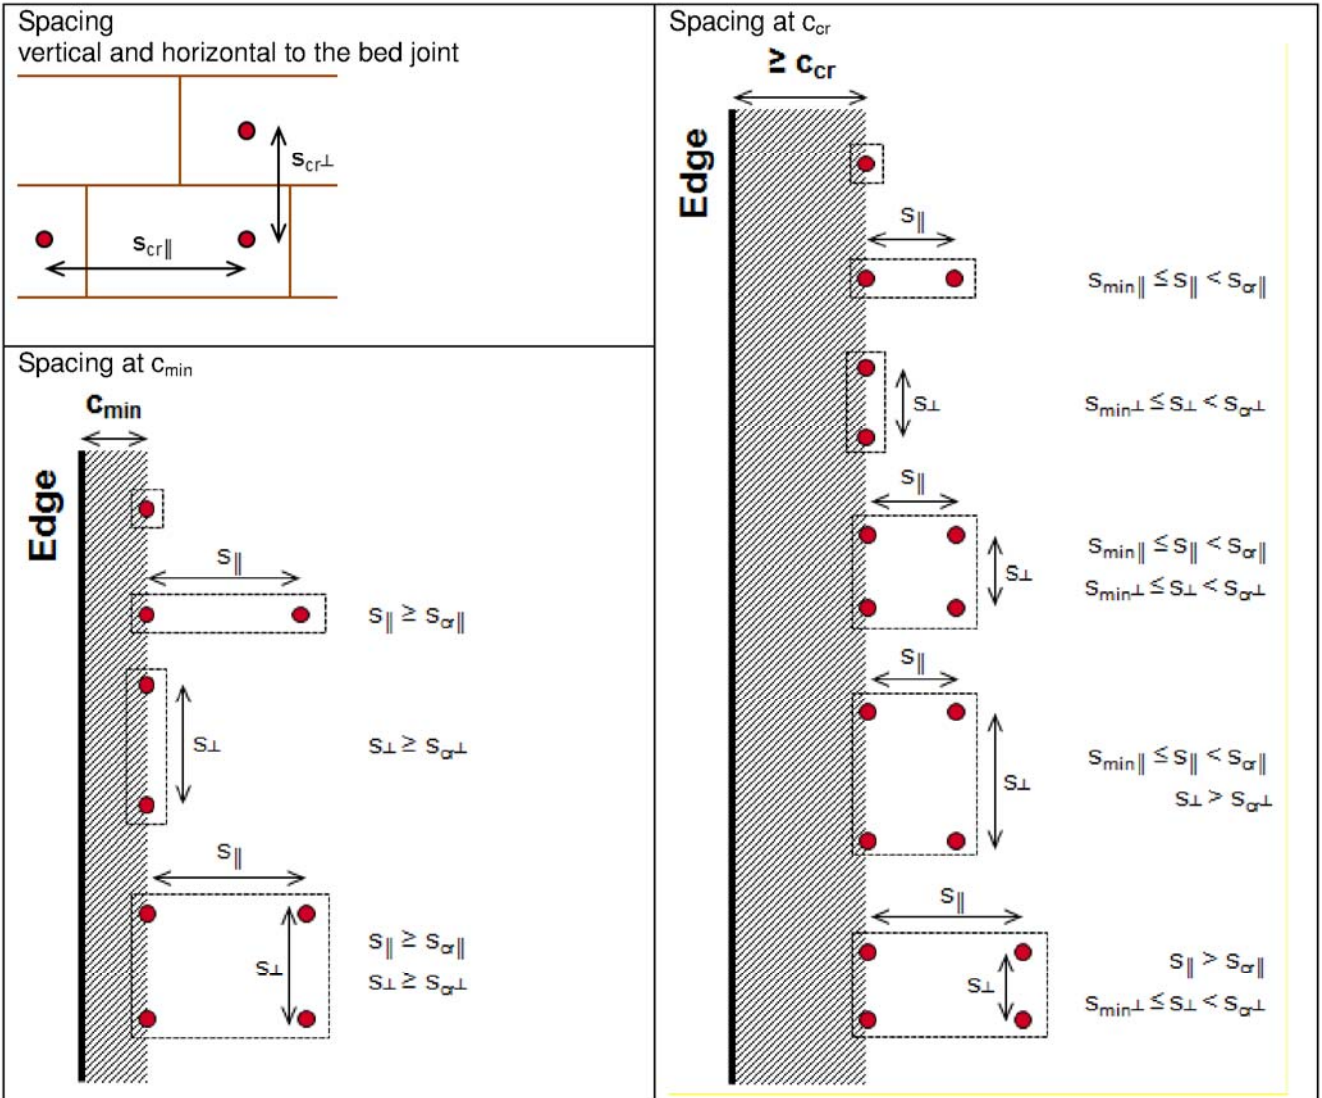 Spacing
vertical and horizontal to the bed joint
scr⊥
scr∥
Spacing at cmin
cmin
Edge
s∥
s∥ ≥ scr∥
s⊥
s⊥ ≥ scr⊥
s∥
s⊥
s∥ ≥ scr∥
s⊥ ≥ scr⊥
Spacing at ccr
≥ ccr
Edge
s∥
smin∥ ≤ s∥ < scr∥
s⊥
smin⊥ ≤ s⊥ < scr⊥
s∥
s⊥
smin∥ ≤ s∥ < scr∥
smin⊥ ≤ s⊥ < scr⊥
s∥
s⊥
smin∥ ≤ s∥ < scr∥
s⊥ > scr⊥
s∥
s⊥
s∥ > scr∥
smin⊥ ≤ s⊥ < scr⊥